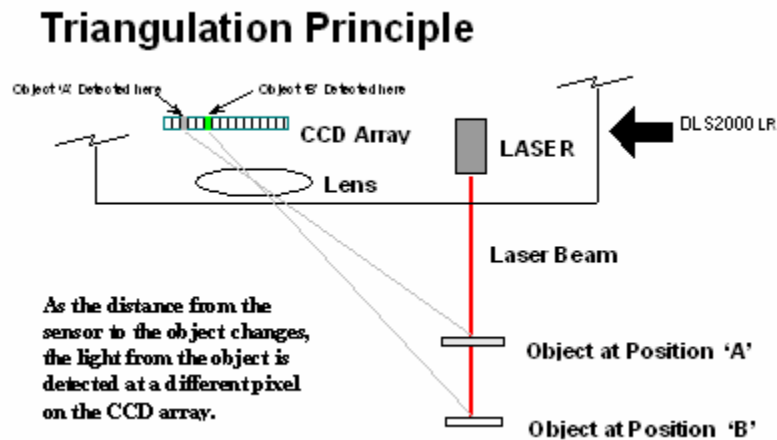 Triangulation Principle
Object 'A' Detected here
Object 'B' Detected here
CCD Array
LASER
DLS2000 LR
Lens
Laser Beam
As the distance from the
sensor to the object changes,
the light from the object is
detected at a different pixel
on the CCD array.
Object at Position 'A'
Object at Position 'B'